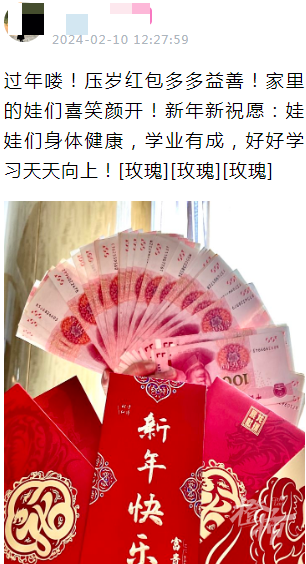 2024-02-10 12:27:59
过年喽！压岁红包多多益善！家里
的娃们喜笑颜开！新年新祝愿：娃
娃们身体健康，学业有成，好好学
习天天向上！[玫瑰][玫瑰][玫瑰]
100
新年快乐